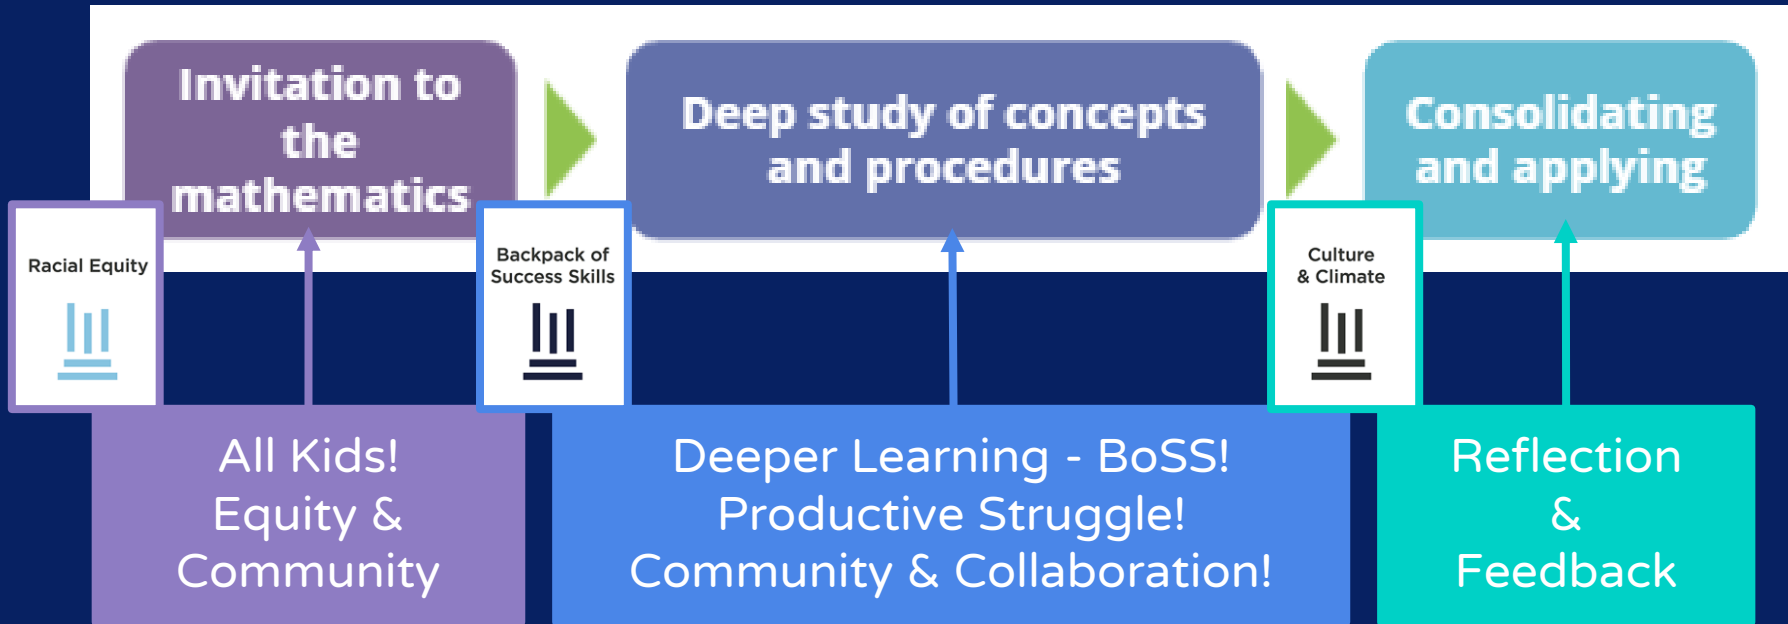 Invitation to
the
mathematics
Deep study of concepts
and procedures
Consolidating
and applying
Racial Equity
Backpack of
Success Skills
Culture
& Climate
All Kids!
Equity &
Community
Deeper Learning - BoSS!
Productive Struggle!
Community & Collaboration!
Reflection
&
Feedback